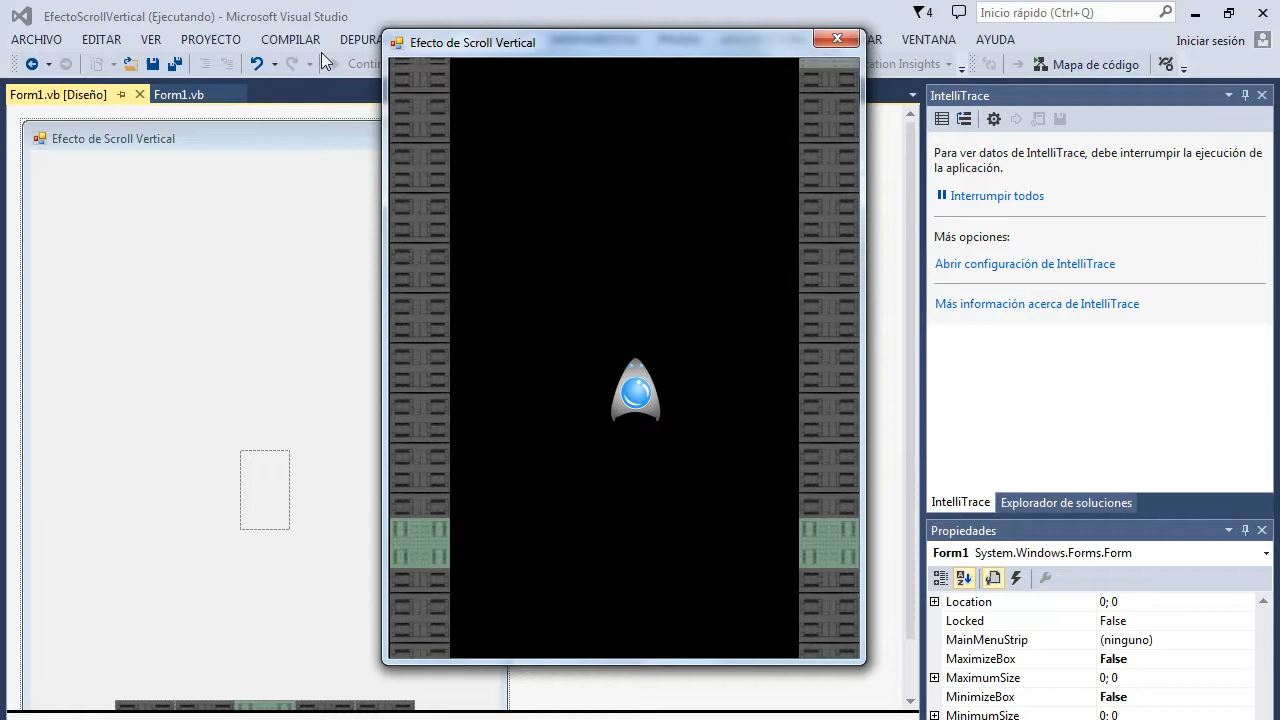 EfectoScrollVertical (Ejecutando) - Microsoft Visual Studio
4
Inicio rápido (Ctrl+Q)
ARCHIVO EDITAR VER PROYECTO COMPILAR DEPURA
AR VENTANA AYUDA
Iniciar sesión
Contin
cation Insights
Mapa de código
Form1.vb [Diseño]
Form1.vb
Efecto de Scroll Vertical
Efecto de Scroll Vertical
IntelliTrace
Para ver datos de IntelliTrace, debe interrumpir la ejecución de
la aplicación.
Interrumpir todos
Más opciones:
Abrir configuración de IntelliTrace
Más información acerca de IntelliTrace
IntelliTrace Explorador de soluciones
Propiedades
Form1 System.Windows.Forms.Form
Location 0; 0
Locked False
MainMenuStrip (ninguno)
MaximizeBox False
MaximumSize 0; 0
MinimizeBox False
MinimumSize 0; 0